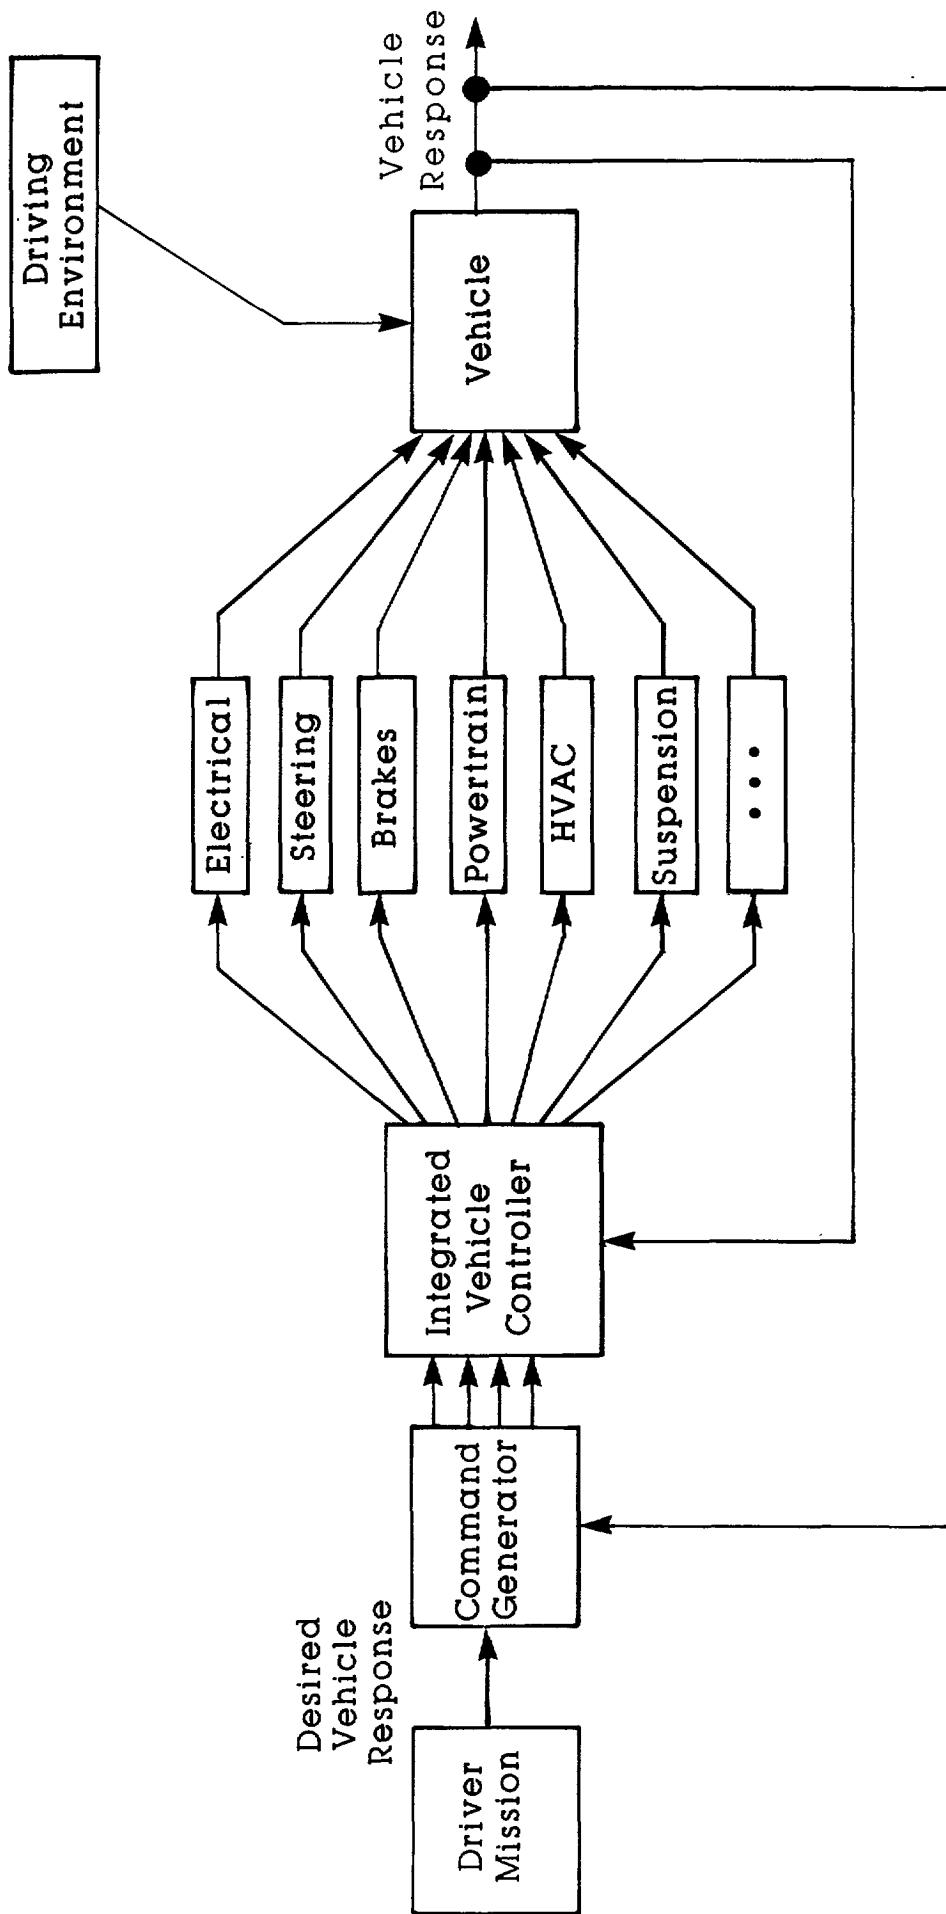 Driver
Mission
Desired
Vehicle
Response
Command
Generator
Integrated
Vehicle
Controller
Electrical
Steering
Brakes
Powertrain
HVAC
Suspension
• • •
Vehicle
Driving
Environment
Vehicle
Response